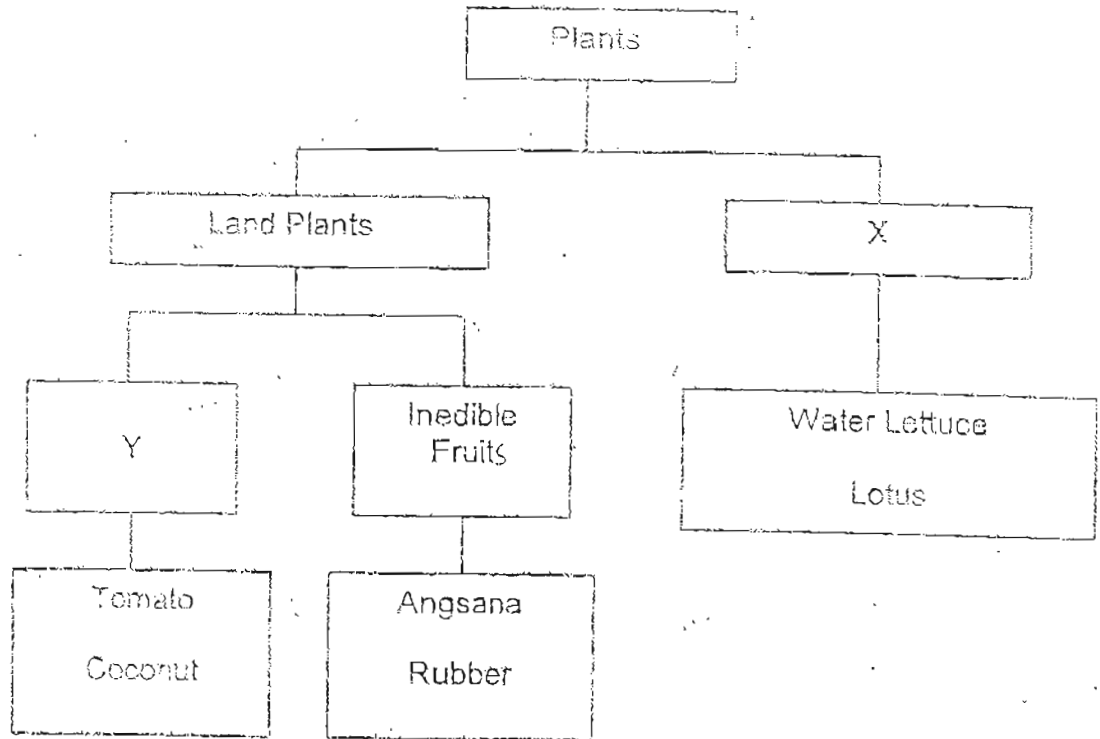 Plants
Land Plants
X
Y
Inedible
Fruits
Water Lettuce
Lotus
Tomato
Coconut
Angsana
Rubber